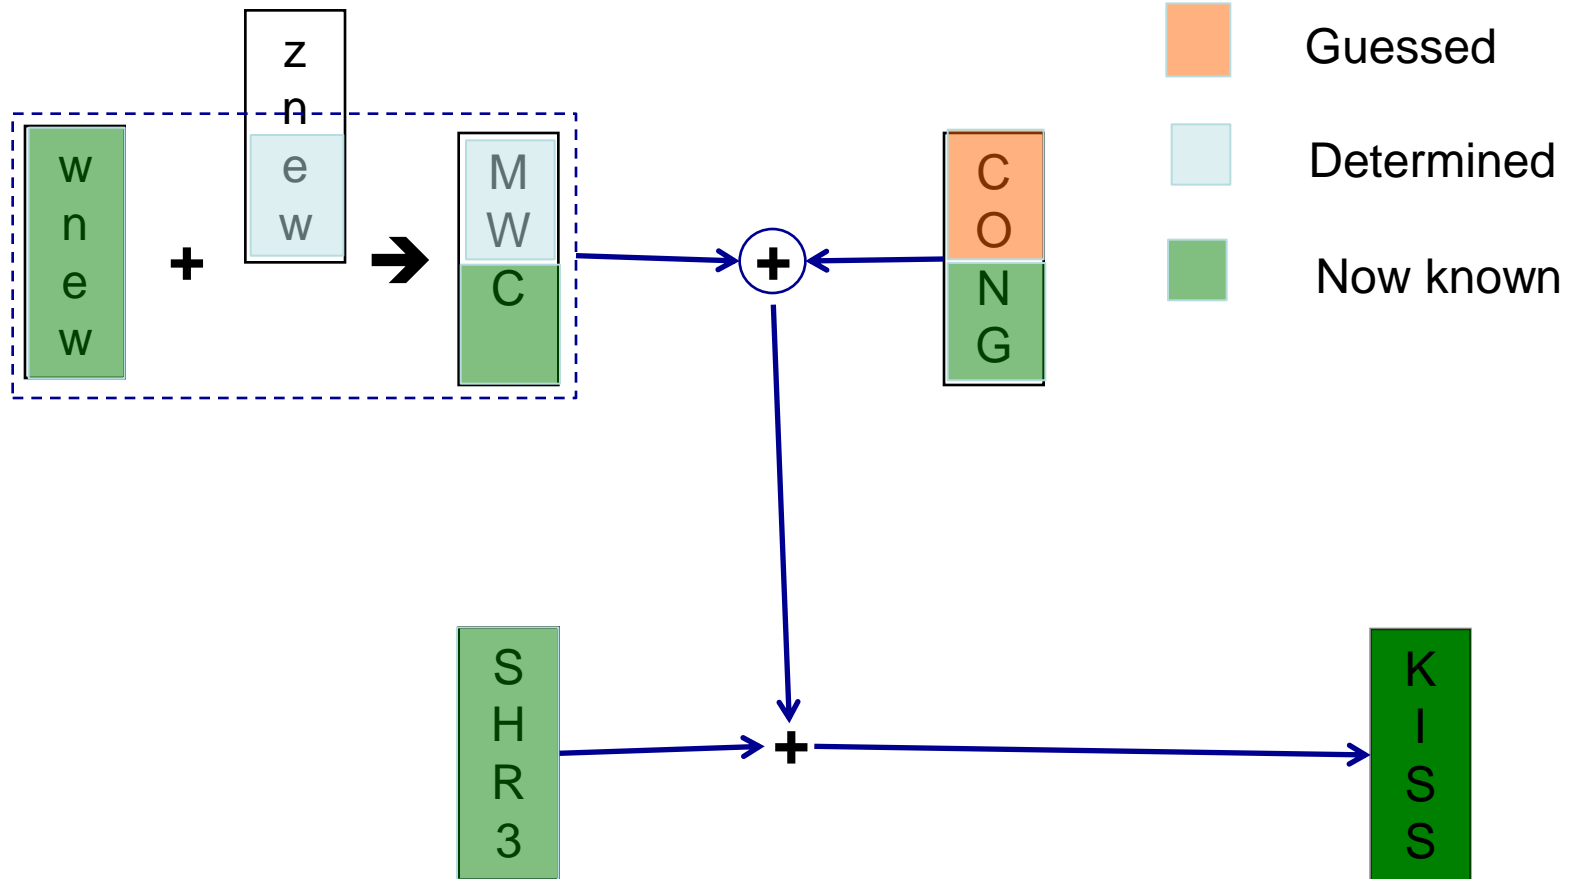 z
n
e
w
w
n
e
w
+
➔
M
W
C
+
C
O
N
G
Guessed
Determined
Now known
S
H
R
3
+
K
I
S
S